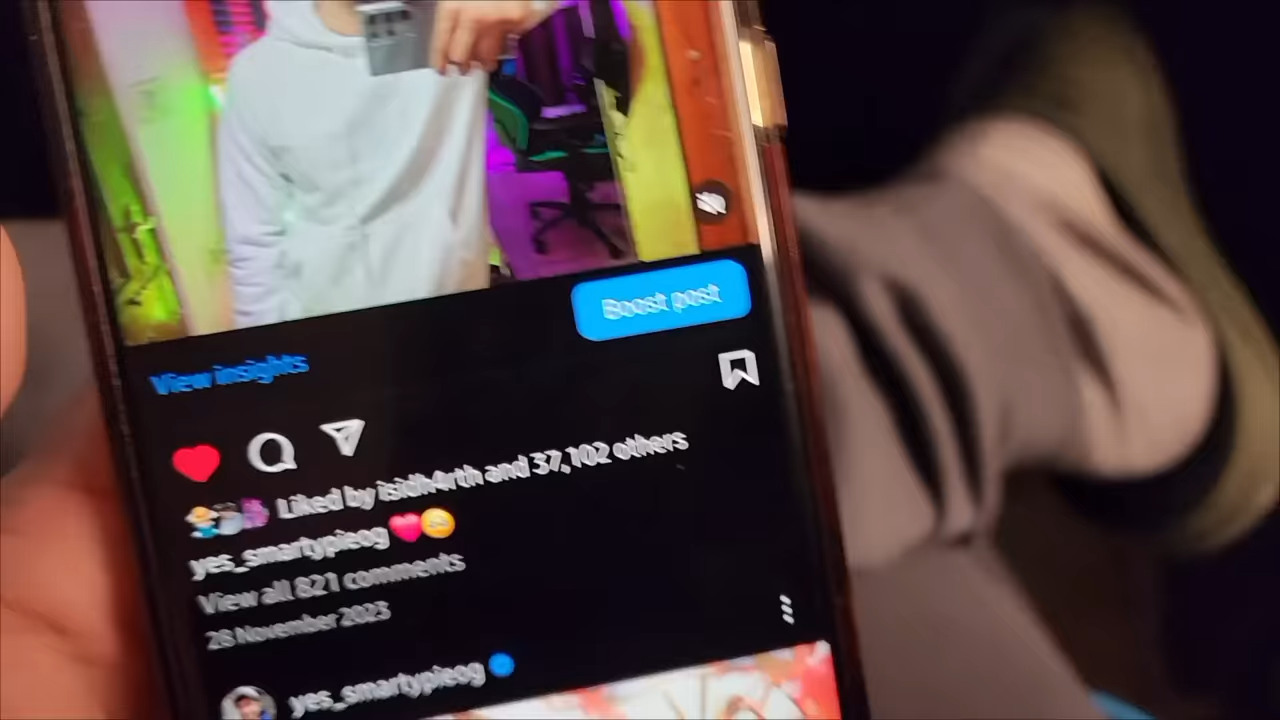 Boost post
View insights
Liked by isidh4rth and 37,102 others
yes_smartypieog
View all 821 comments
28 November 2023
yes_smartypieog